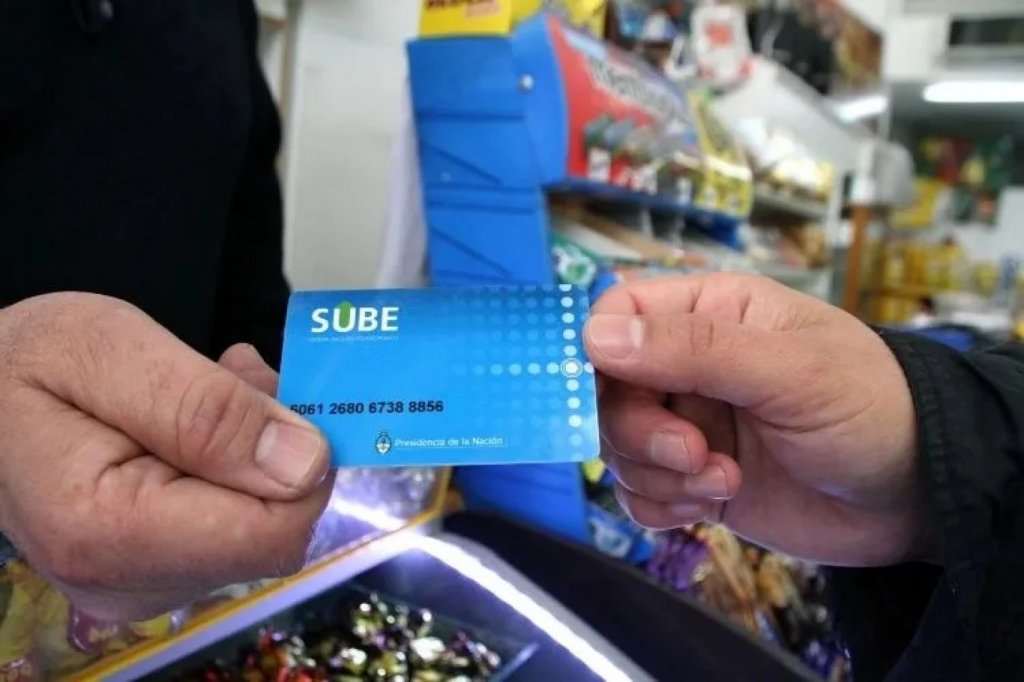 SUBE
6061 2680 6738 8856
Presidencia de la Nación